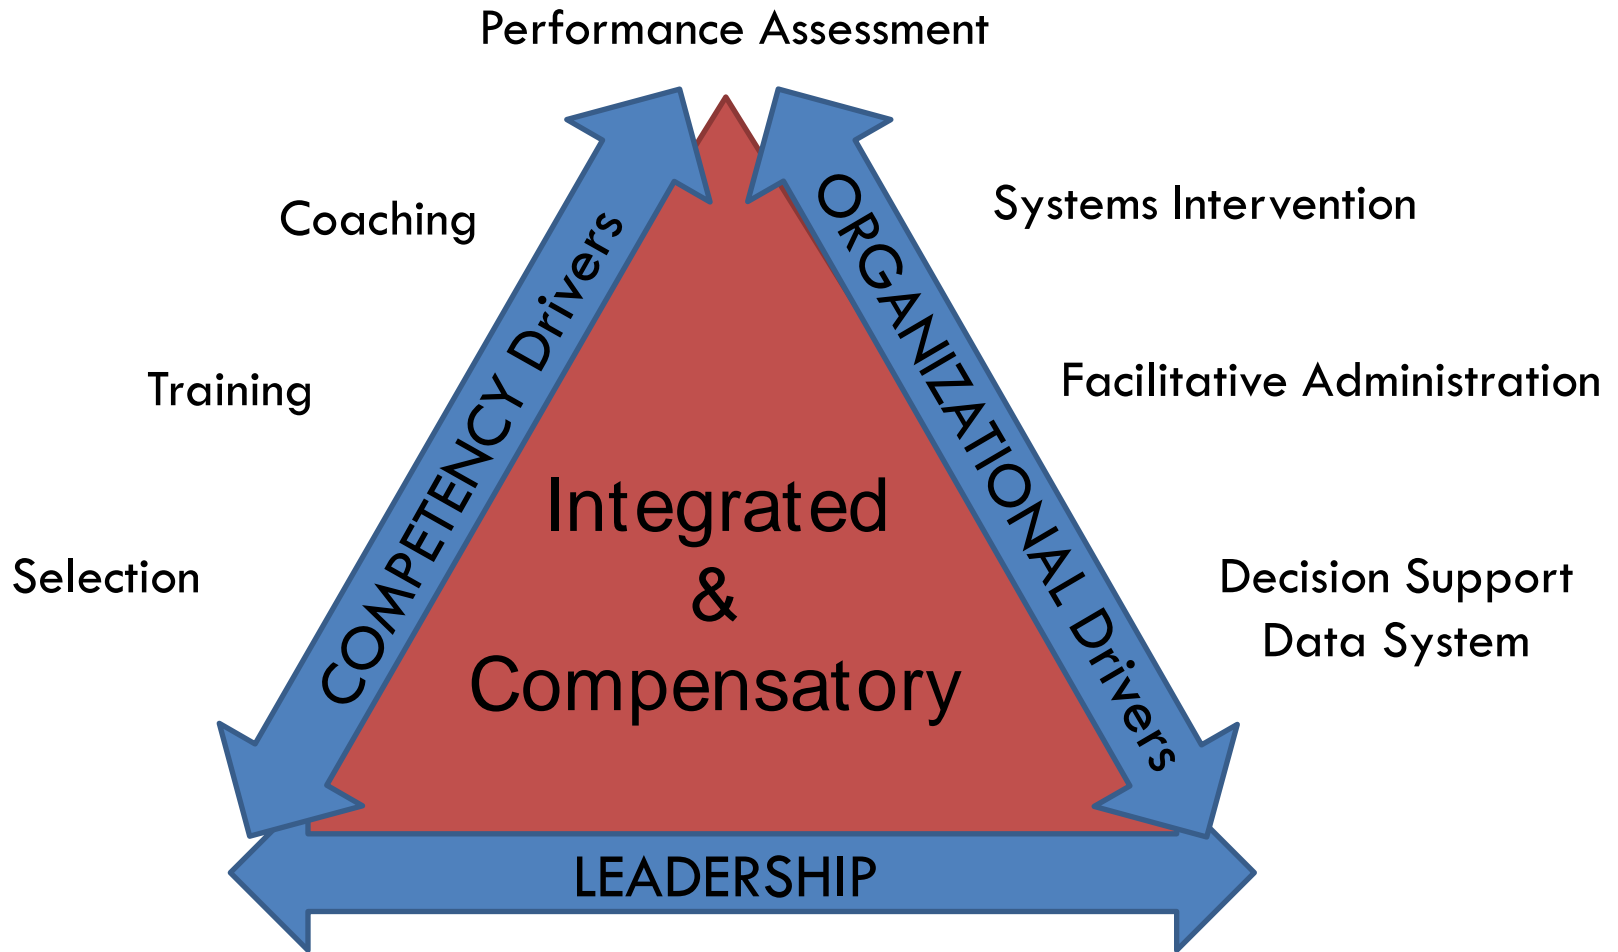 Performance Assessment
Coaching
Training
Selection
COMPETENCY Drivers
ORGANIZATIONAL Drivers
Systems Intervention
Facilitative Administration
Decision Support
Data System
Integrated
&
Compensatory
LEADERSHIP